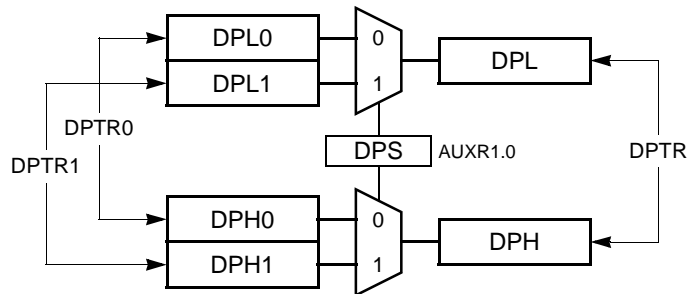 DPL0
0
DPL
DPL1
1
DPTR0
DPS
AUXR1.0
DPTR
DPTR1
DPH0
0
DPH
DPH1
1